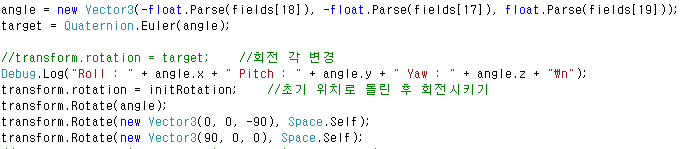 angle = new Vector3(-float.Parse(fields[18]), -float.Parse(fields[17]), float.Parse(fields[19]));
target = Quaternion.Euler(angle);
//transform.rotation = target; //회전 각 변경
Debug.Log("Roll : " + angle.x + " Pitch : " + angle.y + " Yaw : " + angle.z + "₩n");
transform.rotation = initRotation; //초기 위치로 돌린 후 회전시키기
transform.Rotate(angle);
transform.Rotate(new Vector3(0, 0, -90), Space.Self);
transform.Rotate(new Vector3(90, 0, 0), Space.Self);